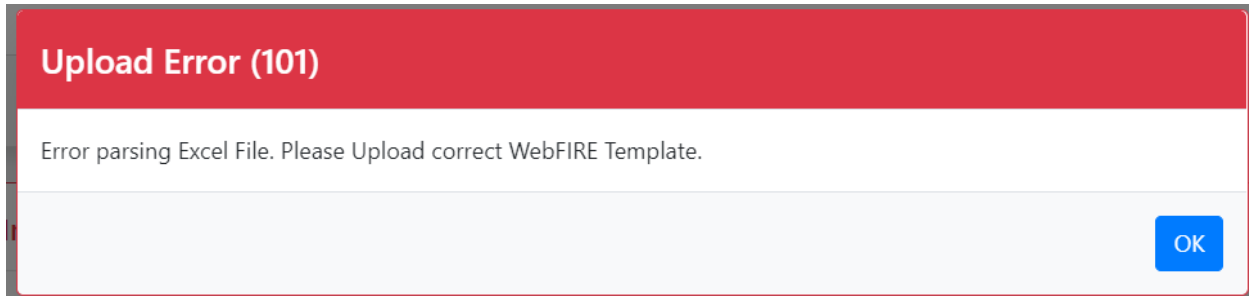 Upload Error (101)
Error parsing Excel File. Please Upload correct WebFIRE Template.
OK